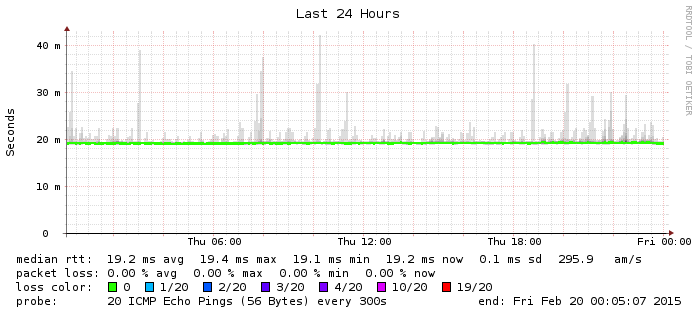 Last 24 Hours
RRDTOOL / TOBI OETIKER
Seconds
40 m
30 m
20 m
10 m
0
Thu 06:00 Thu 12:00 Thu 18:00 Fri 00:00
median rtt: 19.2 ms avg 19.4 ms max 19.1 ms min 19.2 ms now 0.1 ms sd 295.9 am/s
packet loss: 0.00 % avg 0.00 % max 0.00 % min 0.00 % now
loss color: 0 1/20 2/20 3/20 4/20 10/20 19/20
probe: 20 ICMP Echo Pings (56 Bytes) every 300s end: Fri Feb 20 00:05:07 2015